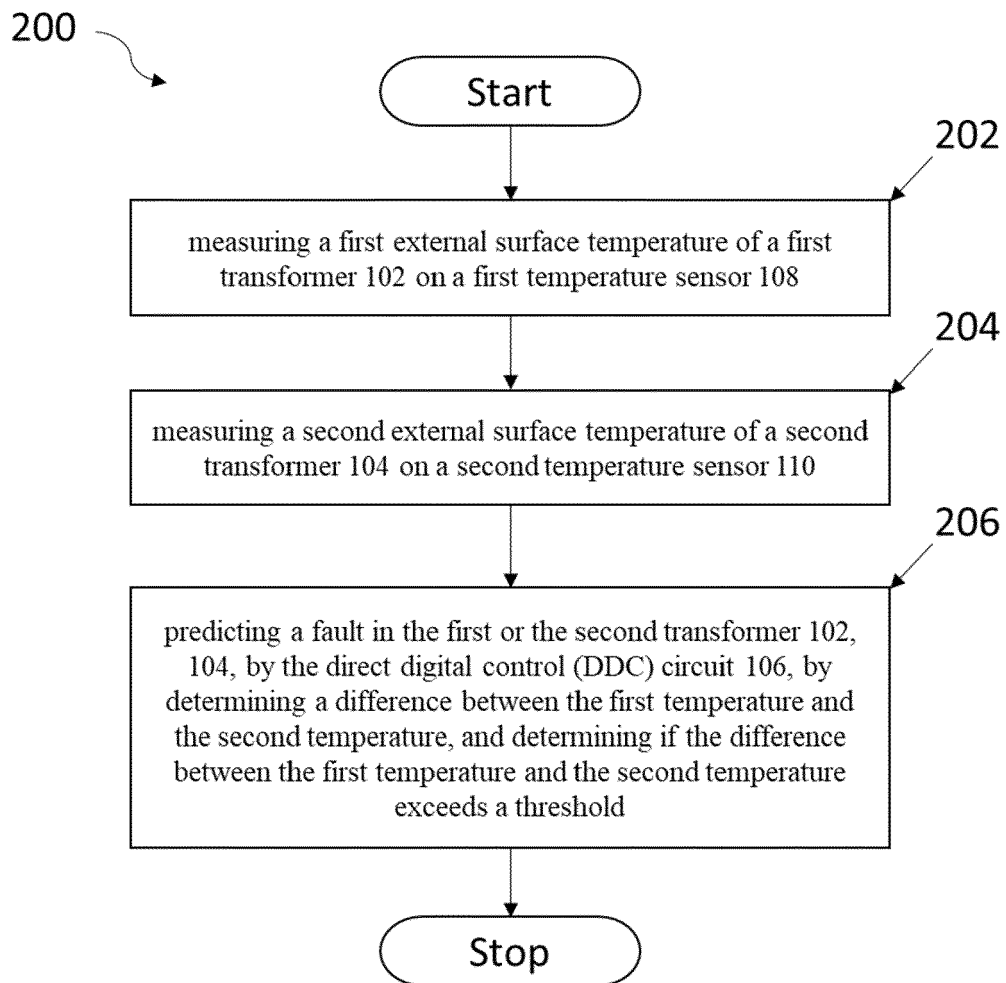 200
Start
202
measuring a first external surface temperature of a first
transformer 102 on a first temperature sensor 108
204
measuring a second external surface temperature of a second
transformer 104 on a second temperature sensor 110
206
predicting a fault in the first or the second transformer 102,
104, by the direct digital control (DDC) circuit 106, by
determining a difference between the first temperature and
the second temperature, and determining if the difference
between the first temperature and the second temperature
exceeds a threshold
Stop